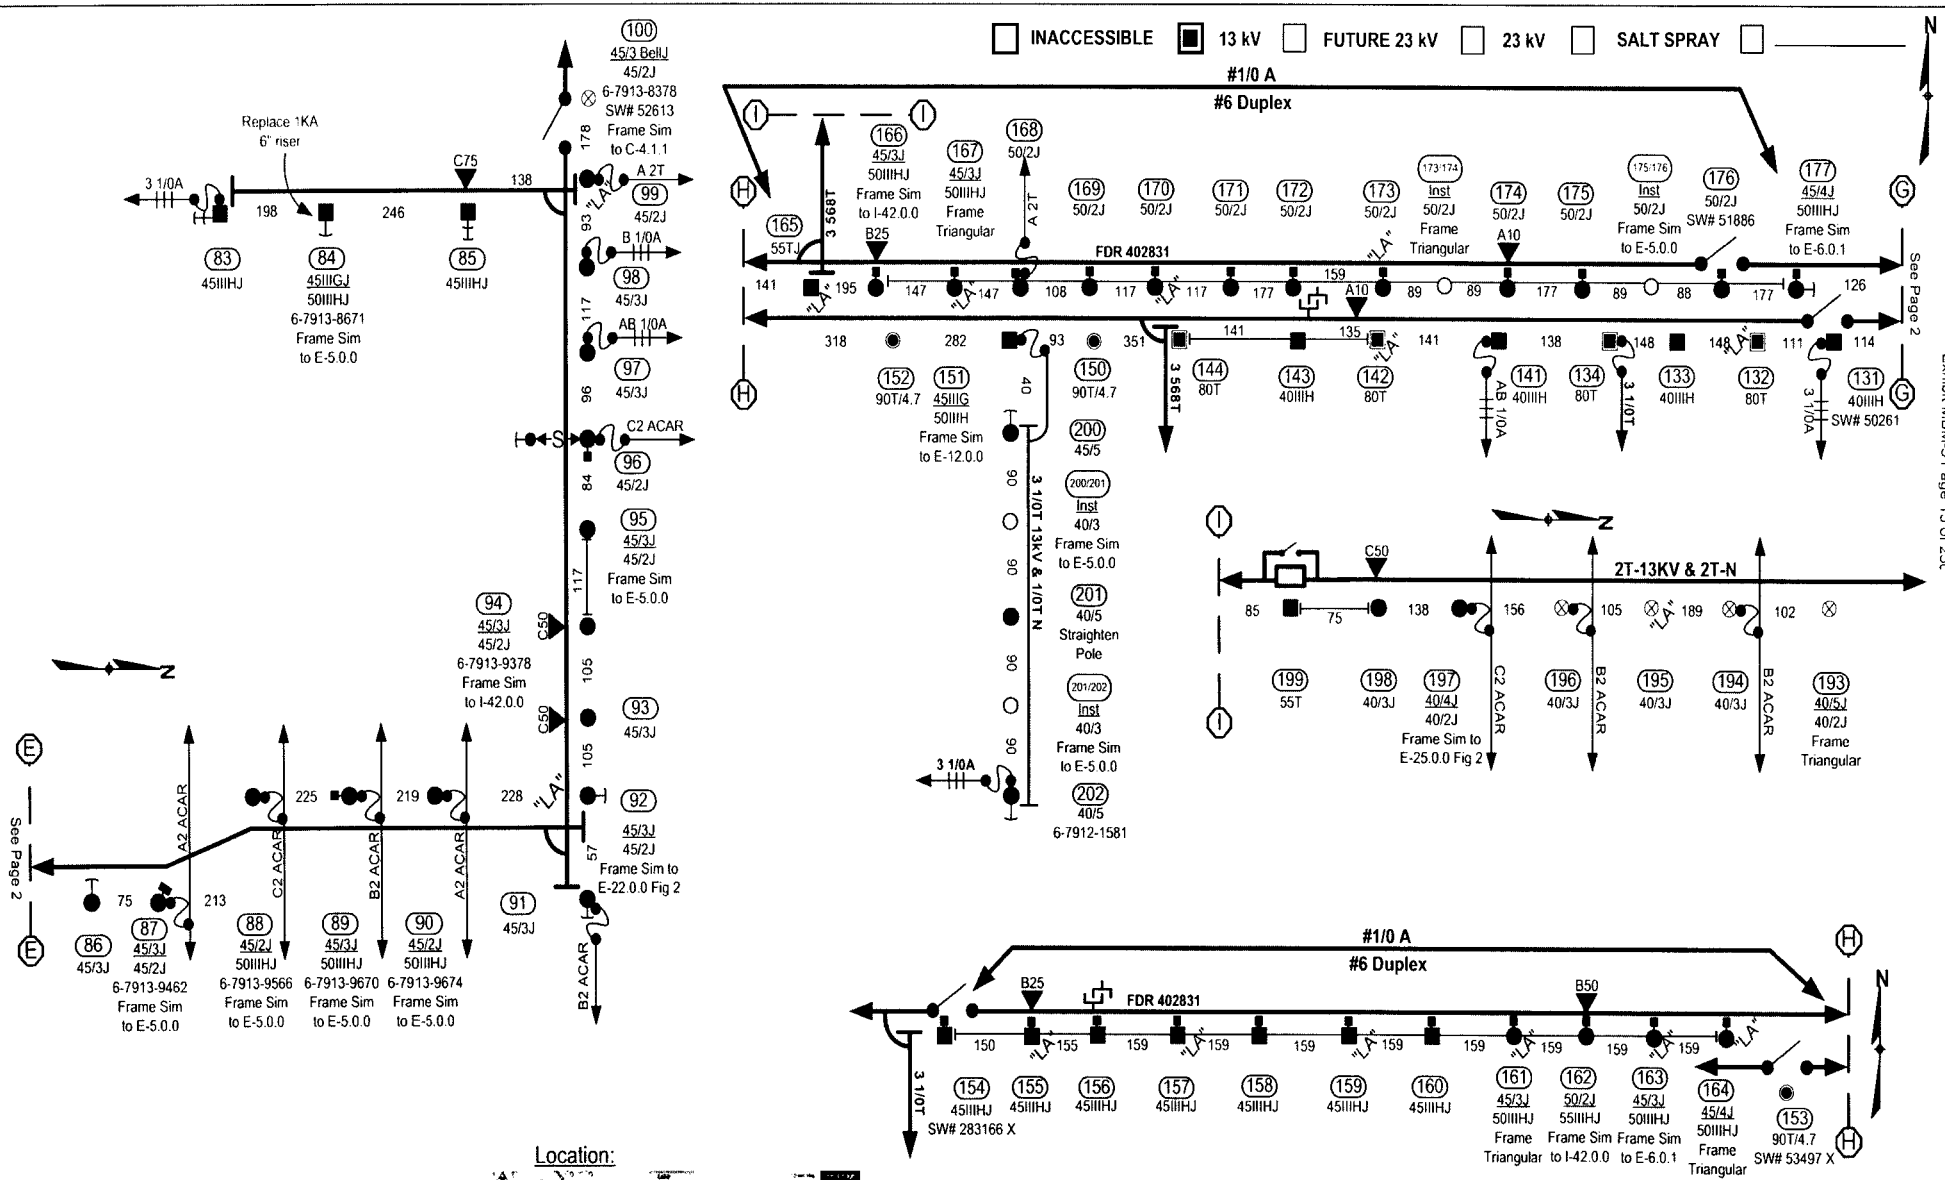 INACCESSIBLE
13 kV
FUTURE 23 kV
23 kV
SALT SPRAY
N
100
45/3 BellJ
45/2J
6-7913-8378
SW# 52613
Frame Sim
to C-4.1.1
178
Replace 1KA
6" riser
C75
138
3 1/0A
198
246
A 2T
"LA"
99
45/2J
93
83
45IIIHJ
84
45IIIGJ
50IIIHJ
6-7913-8671
Frame Sim
to E-5.0.0
85
45IIIHJ
B 1/0A
98
45/3J
117
AB 1/0A
97
45/3J
96
S
C2 ACAR
96
45/2J
84
95
45/3J
45/2J
Frame Sim
to E-5.0.0
117
94
45/3J
45/2J
6-7913-9378
Frame Sim
to I-42.0.0
C50
105
93
45/3J
C50
105
"LA"
92
45/3J
45/2J
Frame Sim to
E-22.0.0 Fig 2
57
91
45/3J
B2 ACAR
N
E
See Page 2
E
A2 ACAR
225
219
228
C2 ACAR
B2 ACAR
A2 ACAR
75
213
86
45/3J
87
45/3J
45/2J
6-7913-9462
Frame Sim
to E-5.0.0
88
45/2J
50IIIHJ
6-7913-9566
Frame Sim
to E-5.0.0
89
45/3J
50IIIHJ
6-7913-9670
Frame Sim
to E-5.0.0
90
45/2J
50IIIHJ
6-7913-9674
Frame Sim
to E-5.0.0
#1/0 A
#6 Duplex
I
I
H
H
165
55TJ
3 568T
166
45/3J
50IIIHJ
Frame Sim
to I-42.0.0
B25
167
45/3J
50IIIHJ
Frame
Triangular
168
50/2J
A 2T
169
50/2J
170
50/2J
171
50/2J
172
50/2J
173
50/2J
173/174
Inst
50/2J
Frame
Triangular
174
50/2J
A10
175
50/2J
175/176
Inst
50/2J
Frame Sim
to E-5.0.0
176
50/2J
SW# 51886
177
45/4J
50IIIHJ
Frame Sim
to E-6.0.1
G
See Page 2
G
FDR 402831
"LA"
141
"LA"
195
147
"LA"
147
108
117
"LA"
117
177
159
89
89
177
89
88
177
126
A10
318
282
93
351
141
135
"LA"
141
138
148
148
"LA"
111
114
152
90T/4.7
151
45IIIG
50IIIH
Frame Sim
to E-12.0.0
40
150
90T/4.7
3 568T
144
80T
143
40IIIH
142
80T
AB 1/0A
141
40IIIH
134
80T
3 1/0T
133
40IIIH
132
80T
3 1/0A
131
40IIIH
SW# 50261
200
45/5
90
3 1/0T 13KV & 1/0T N
200/201
Inst
40/3
Frame Sim
to E-5.0.0
90
201
40/5
Straighten
Pole
90
201/202
Inst
40/3
Frame Sim
to E-5.0.0
90
3 1/0A
202
40/5
6-7912-1581
I
I
N
C50
2T-13KV & 2T-N
85
75
138
156
105
"LA"
189
102
C2 ACAR
B2 ACAR
B2 ACAR
199
55T
198
40/3J
197
40/4J
40/2J
Frame Sim to
E-25.0.0 Fig 2
196
40/3J
195
40/3J
194
40/3J
193
40/5J
40/2J
Frame
Triangular
#1/0 A
#6 Duplex
H
H
N
B25
FDR 402831
B50
150
"LA"
155
159
"LA"
159
159
"LA"
159
159
"LA"
159
"LA"
159
"LA"
3 1/0T
154
45IIIHJ
SW# 283166 X
155
45IIIHJ
156
45IIIHJ
157
45IIIHJ
158
45IIIHJ
159
45IIIHJ
160
45IIIHJ
161
45/3J
50IIIHJ
Frame
Triangular
162
50/2J
55IIIHJ
Frame Sim
to I-42.0.0
163
45/3J
50IIIHJ
Frame Sim
to E-6.0.1
164
45/4J
50IIIHJ
Frame
Triangular
153
90T/4.7
SW# 53497 X
Location: